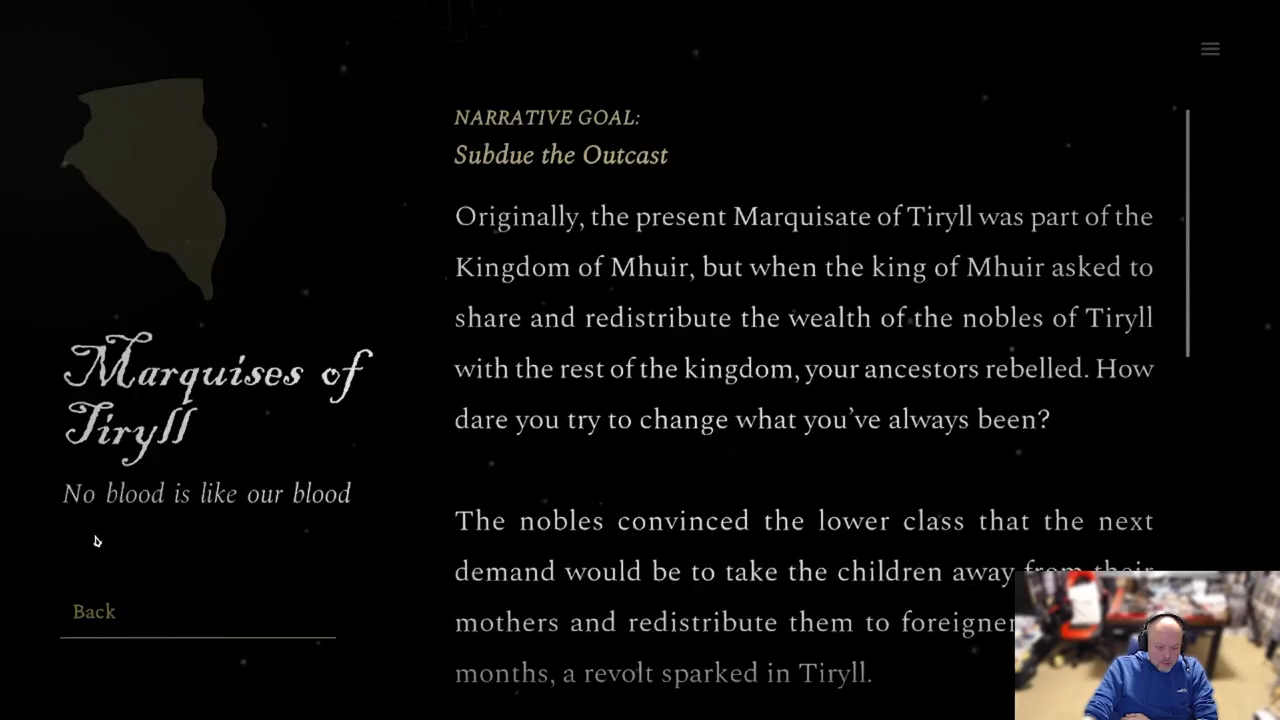 NARRATIVE GOAL:
Subdue the Outcast
Originally, the present Marquisate of Tiryll was part of the
Kingdom of Mhuir, but when the king of Mhuir asked to
share and redistribute the wealth of the nobles of Tiryll
with the rest of the kingdom, your ancestors rebelled. How
dare you try to change what you’ve always been?
The nobles convinced the lower class that the next
demand would be to take the children away from their
mothers and redistribute them to
months, a revolt sparked in Tiryll.
Marquises of
Tiryll
No blood is like our blood
Back